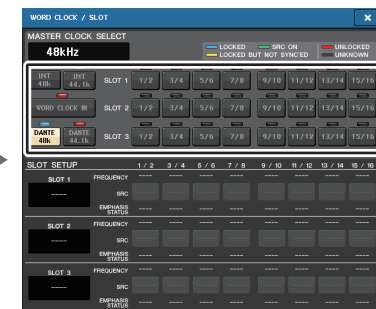 WORD CLOCK / SLOT
MASTER CLOCK SELECT
48kHz
LOCKED
SRC ON
UNLOCKED
LOCKED BUT NOT SYNC'ED
UNKNOWN
INT 48k
INT 44.1k
SLOT 1
1/2 3/4 5/6 7/8 9/10 11/12 13/14 15/16
WORD CLOCK IN
SLOT 2
1/2 3/4 5/6 7/8 9/10 11/12 13/14 15/16
DANTE 48k
DANTE 44.1k
SLOT 3
1/2 3/4 5/6 7/8 9/10 11/12 13/14 15/16
SLOT SETUP
1 / 2 3 / 4 5 / 6 7 / 8 9 / 10 11 / 12 13 / 14 15 / 16
SLOT 1
----
FREQUENCY ---- ---- ---- ---- ---- ---- ---- ----
SRC
EMPHASIS STATUS ---- ---- ---- ---- ---- ---- ---- ----
SLOT 2
----
FREQUENCY ---- ---- ---- ---- ---- ---- ---- ----
SRC
EMPHASIS STATUS ---- ---- ---- ---- ---- ---- ---- ----
SLOT 3
----
FREQUENCY ---- ---- ---- ---- ---- ---- ---- ----
SRC
EMPHASIS STATUS ---- ---- ---- ---- ---- ---- ---- ----